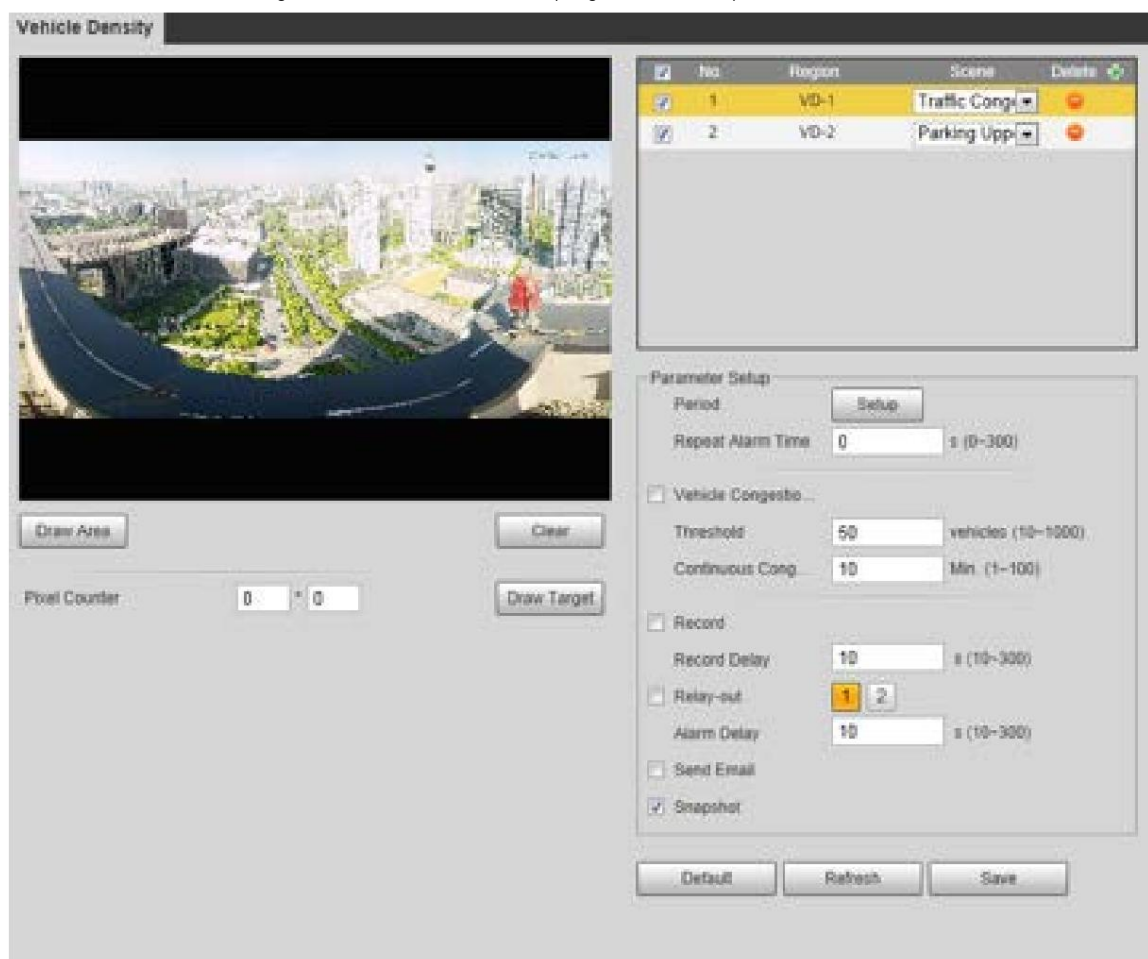 Vehicle Density
No. Region Scene Delete
1 VD-1 Traffic Conge
2 VD-2 Parking Uppe
Parameter Setup
Period Setup
Repeat Alarm Time 0 s (0~300)
Vehicle Congestio...
Threshold 50 vehicles (10~1000)
Continuous Cong... 10 Min. (1~100)
Record
Record Delay 10 s (10~300)
Relay-out 1 2
Alarm Delay 10 s (10~300)
Send Email
Snapshot
Default Refresh Save
Draw Area Clear
Pixel Counter 0 * 0 Draw Target